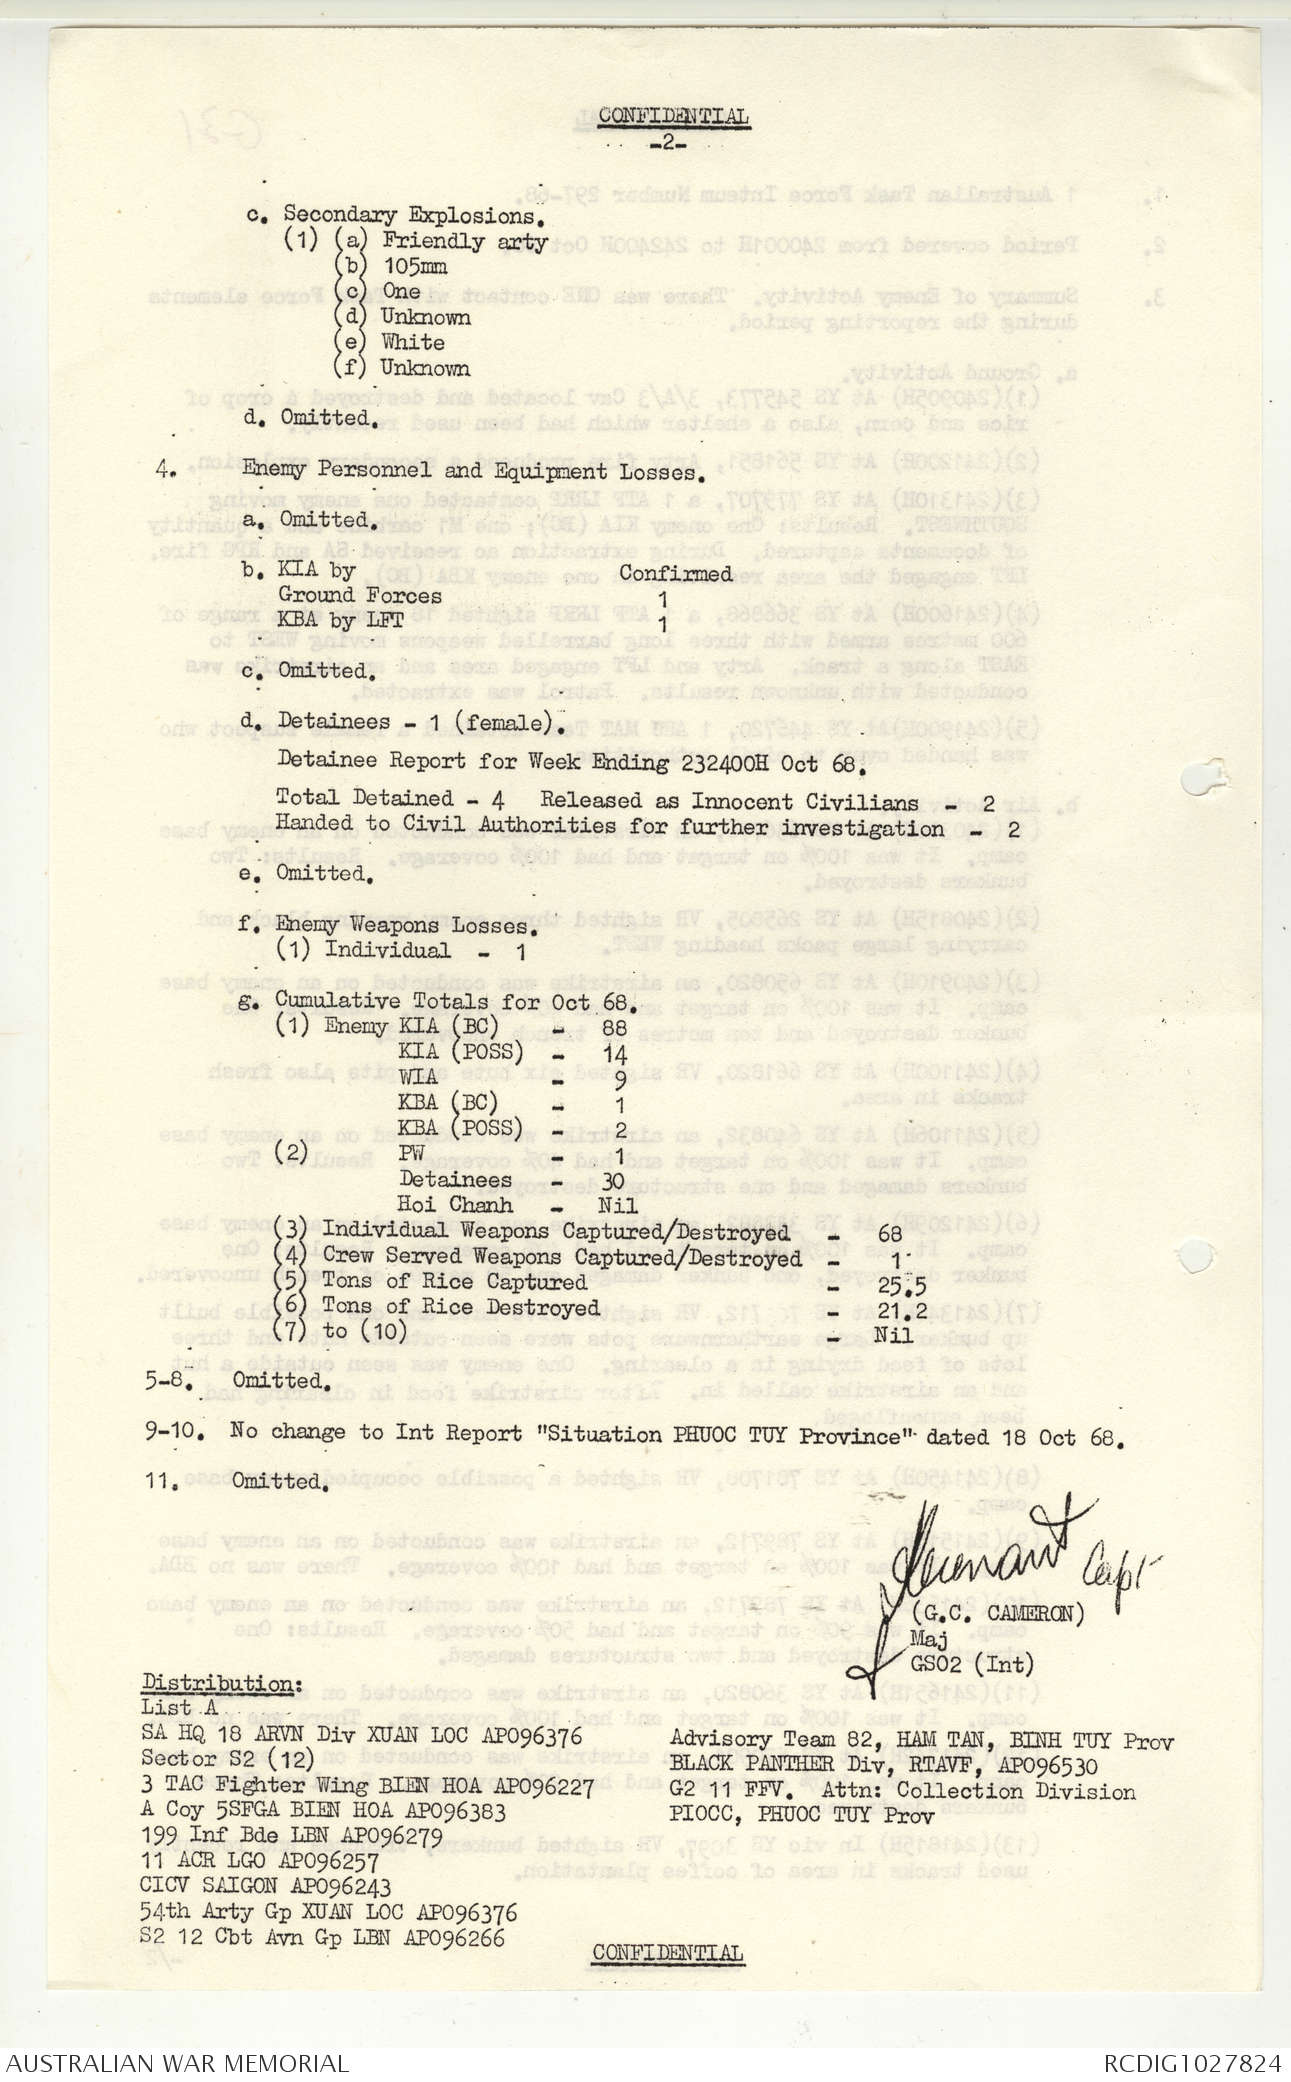 CONFIDENTIAL
-2-
c. Secondary Explosions.
(1) (a) Friendly arty
(b) 105mm
(c) One
(d) Unknown
(e) White
(f) Unknown
d. Omitted.
4. Enemy Personnel and Equipment Losses.
a. Omitted.
b. KIA by Confirmed
Ground Forces 1
KBA by LFT 1
c. Omitted.
d. Detainees - 1 (female).
Detainee Report for Week Ending 232400H Oct 68.
Total Detained - 4 Released as Innocent Civilians - 2
Handed to Civil Authorities for further investigation - 2
e. Omitted.
f. Enemy Weapons Losses.
(1) Individual - 1
g. Cumulative Totals for Oct 68.
(1) Enemy KIA (BC) - 88
KIA (POSS) - 14
WIA - 9
KBA (BC) - 1
KBA (POSS) - 2
(2) PW - 1
Detainees - 30
Hoi Chanh - Nil
(3) Individual Weapons Captured/Destroyed - 68
(4) Crew Served Weapons Captured/Destroyed - 1
(5) Tons of Rice Captured - 25.5
(6) Tons of Rice Destroyed - 21.2
(7) to (10) - Nil
5-8. Omitted.
9-10. No change to Int Report "Situation PHUOC TUY Province" dated 18 Oct 68.
11. Omitted.
Capt
(G.C. CAMERON)
Maj
GSO2 (Int)
Distribution:
List A
SA HQ 18 ARVN Div XUAN LOC APO96376
Sector S2 (12)
3 TAC Fighter Wing BIEN HOA APO96227
A Coy 5SFGA BIEN HOA APO96383
199 Inf Bde LBN APO96279
11 ACR LGO APO96257
CICV SAIGON APO96243
54th Arty Gp XUAN LOC APO96376
S2 12 Cbt Avn Gp LBN APO96266
Advisory Team 82, HAM TAN, BINH TUY Prov
BLACK PANTHER Div, RTAVF, APO96530
G2 11 FFV. Attn: Collection Division
PIOCC, PHUOC TUY Prov
CONFIDENTIAL
AUSTRALIAN WAR MEMORIAL
RCDIG1027824